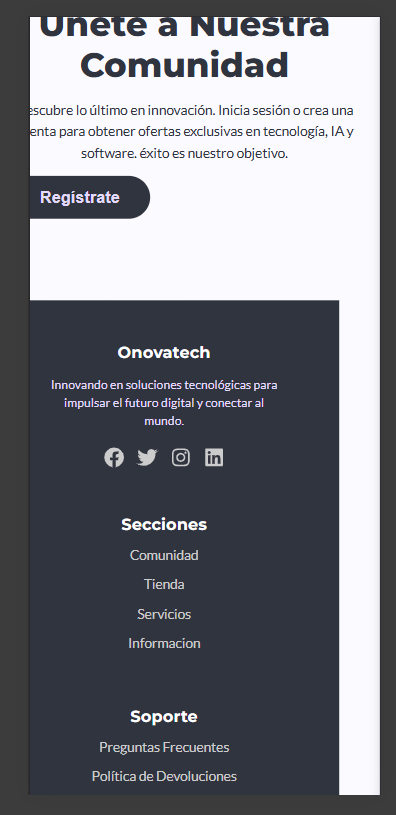 Únete a Nuestra
Comunidad
escubre lo último en innovación. Inicia sesión o crea una
enta para obtener ofertas exclusivas en tecnología, IA y
software. éxito es nuestro objetivo.
Regístrate
Onovatech
Innovando en soluciones tecnológicas para
impulsar el futuro digital y conectar al
mundo.
Secciones
Comunidad
Tienda
Servicios
Informacion
Soporte
Preguntas Frecuentes
Política de Devoluciones